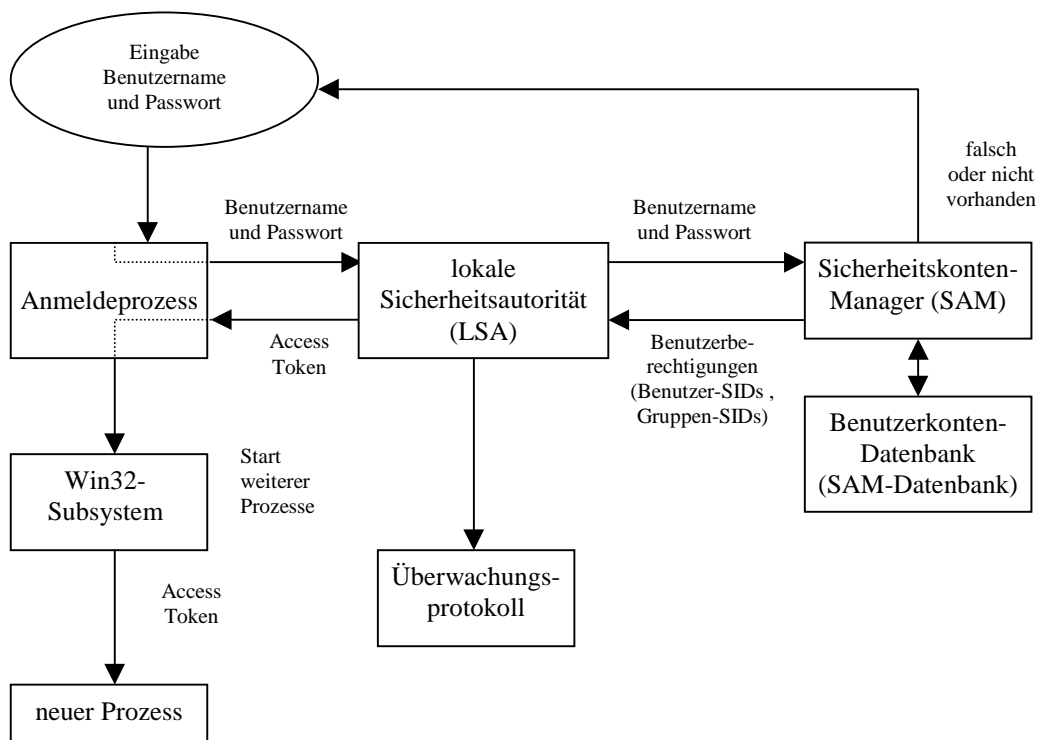 Eingabe
Benutzername
und Passwort
falsch
oder nicht
vorhanden
Benutzername
und Passwort
Benutzername
und Passwort
Anmeldeprozess
lokale
Sicherheitsautorität
(LSA)
Sicherheitskonten-
Manager (SAM)
Access
Token
Benutzerbe-
rechtigungen
(Benutzer-SIDs ,
Gruppen-SIDs)
Benutzerkonten-
Datenbank
(SAM-Datenbank)
Win32-
Subsystem
Start
weiterer
Prozesse
Überwachungs-
protokoll
Access
Token
neuer Prozess